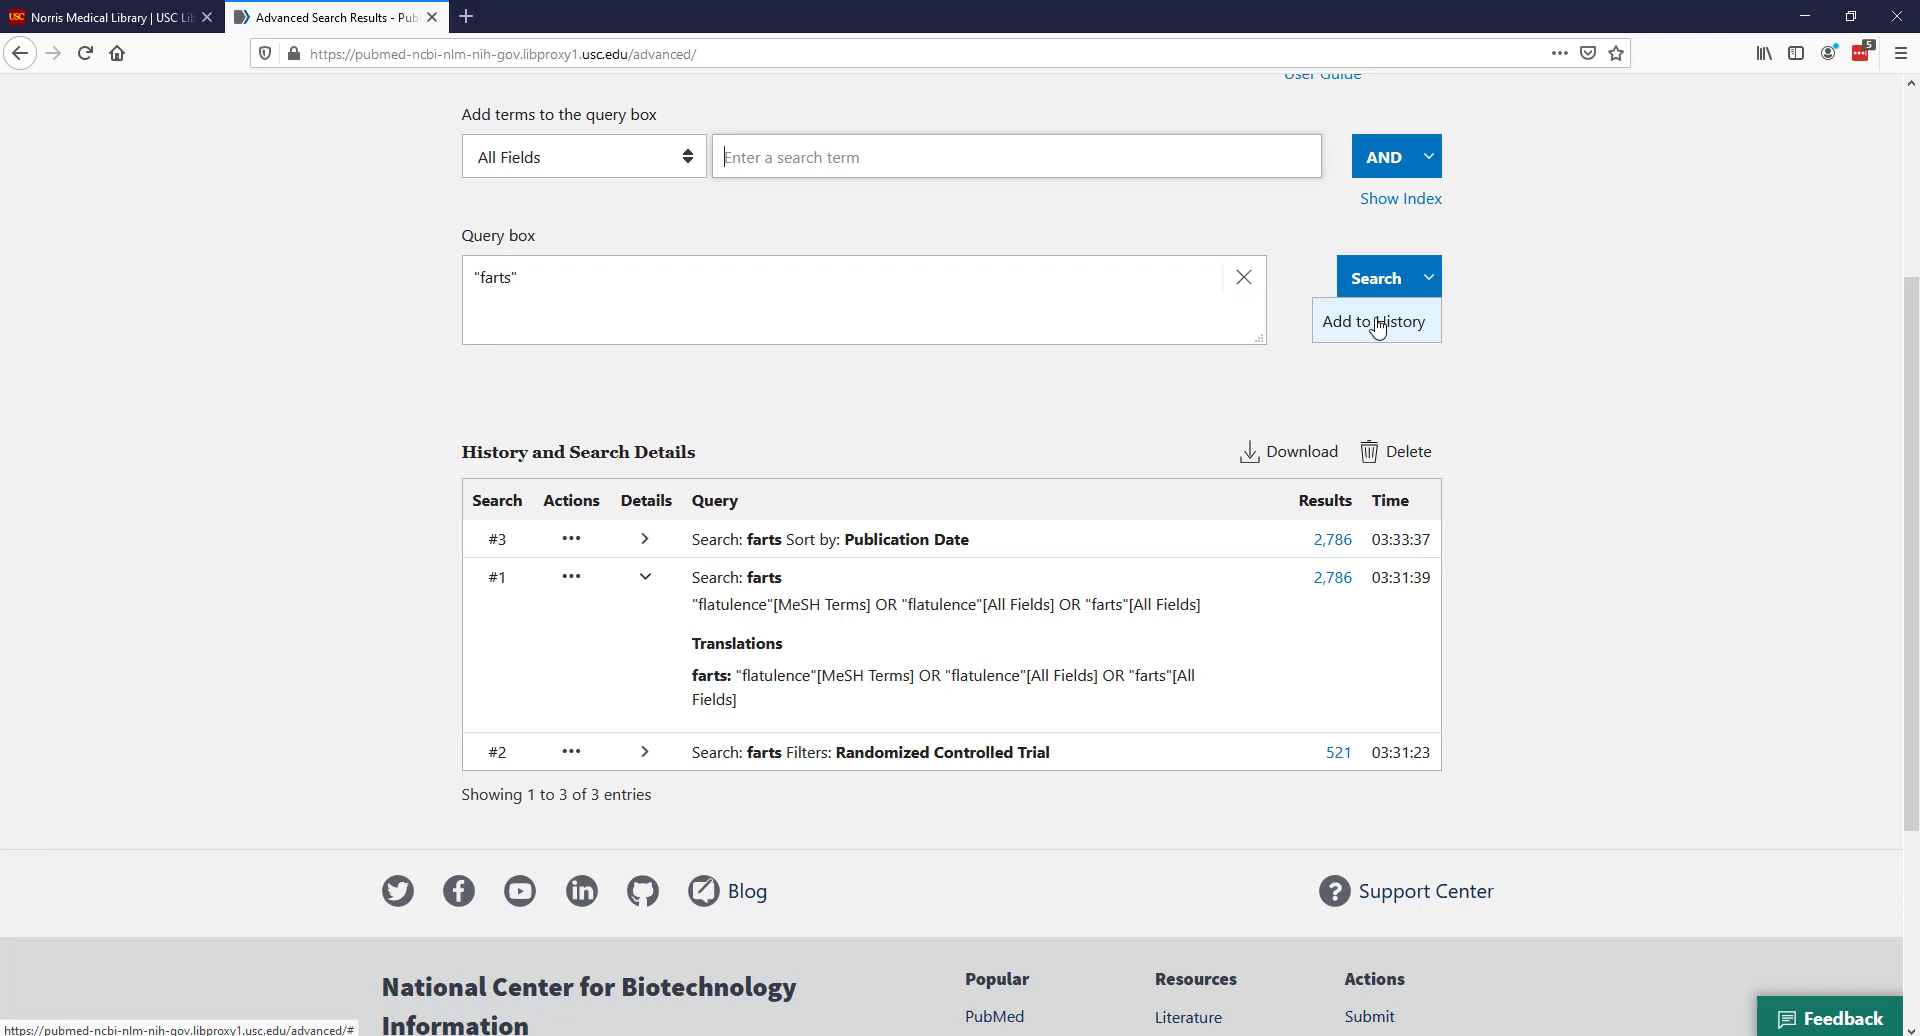 USC Norris Medical Library | USC Li
Advanced Search Results - Pub
https://pubmed-ncbi-nlm-nih-gov.libproxy1.usc.edu/advanced/
5
User Guide
Add terms to the query box
All Fields
Enter a search term
AND
Show Index
Query box
"farts"
Search
Add to History
History and Search Details
Download
Delete
Search Actions Details Query Results Time
#3 ••• Search: farts Sort by: Publication Date 2,786 03:33:37
#1 ••• Search: farts 2,786 03:31:39
"flatulence"[MeSH Terms] OR "flatulence"[All Fields] OR "farts"[All Fields]
Translations
farts: "flatulence"[MeSH Terms] OR "flatulence"[All Fields] OR "farts"[All
Fields]
#2 ••• Search: farts Filters: Randomized Controlled Trial 521 03:31:23
Showing 1 to 3 of 3 entries
Blog
Support Center
National Center for Biotechnology
Information
Popular
PubMed
Resources
Literature
Actions
Submit
Feedback
https://pubmed-ncbi-nlm-nih-gov.libproxy1.usc.edu/advanced/#